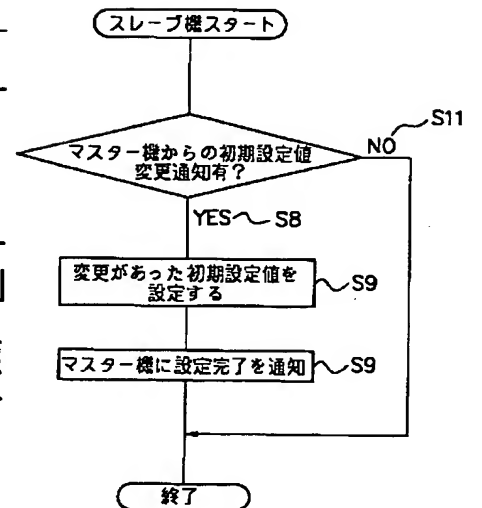 スレーブ機スタート
S11
NO
マスター機からの初期設定値
変更通知有?
YES S8
変更があった初期設定値を
設定する
S9
マスター機に設定完了を通知
S9
終了